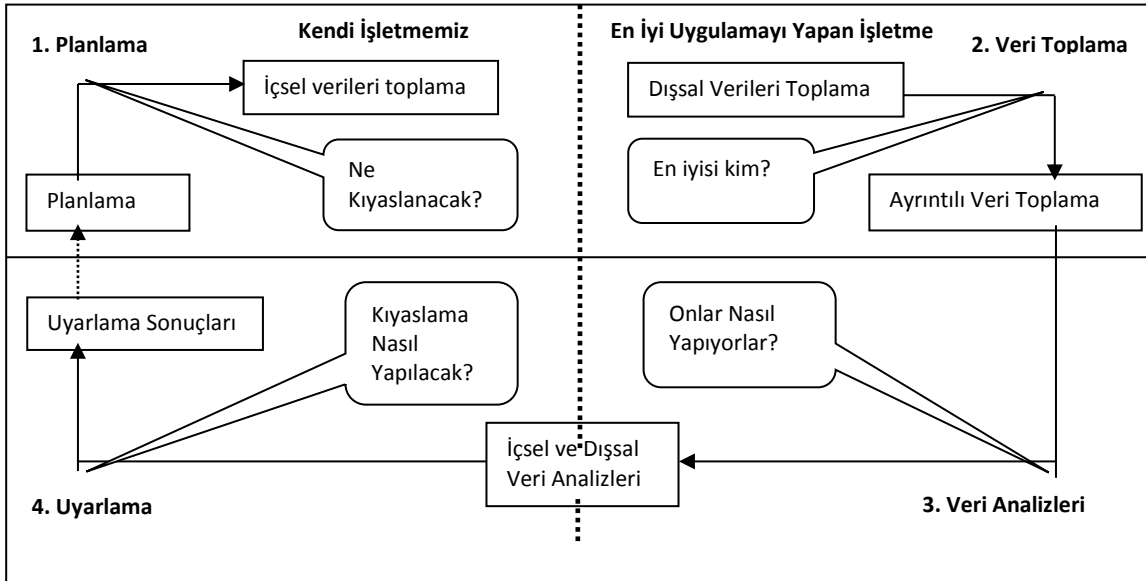 Kendi İşletmemiz
En İyi Uygulamayı Yapan İşletme
1. Planlama
2. Veri Toplama
İçsel verileri toplama
Dışsal Verileri Toplama
Ne
Kıyaslanacak?
En iyisi kim?
Planlama
Ayrıntılı Veri Toplama
Uyarlama Sonuçları
Kıyaslama
Nasıl
Yapılacak?
Onlar Nasıl
Yapıyorlar?
İçsel ve Dışsal
Veri Analizleri
4. Uyarlama
3. Veri Analizleri